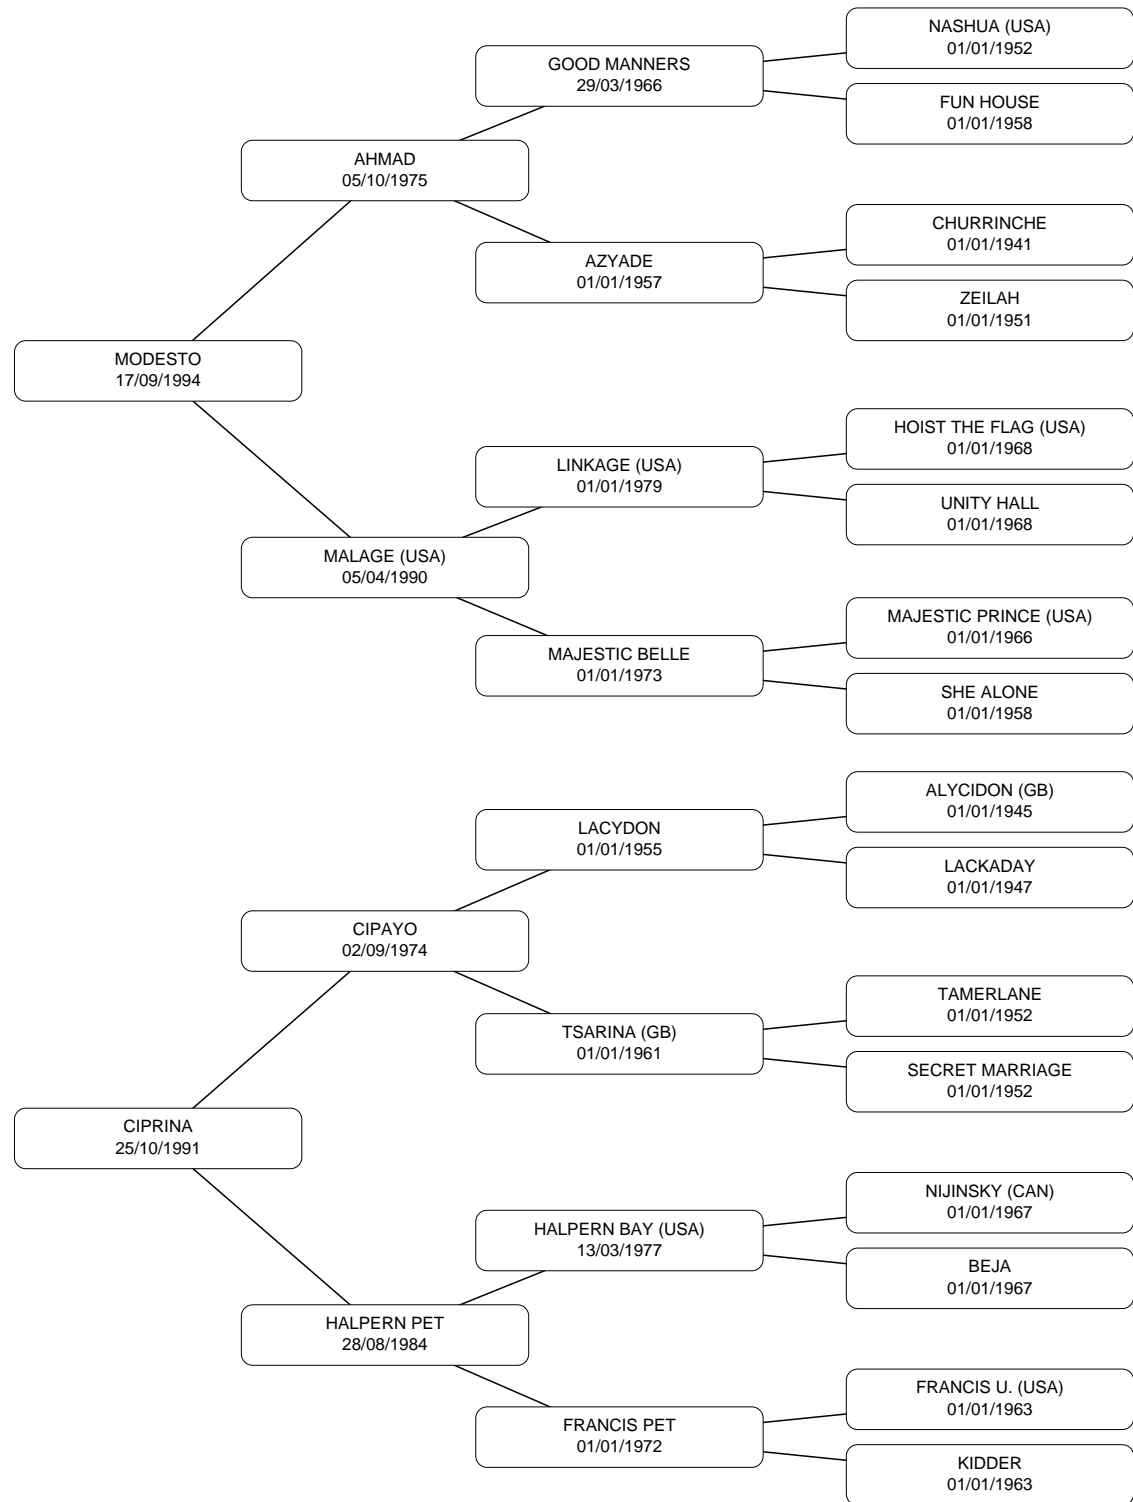 NASHUA (USA)
01/01/1952
GOOD MANNERS
29/03/1966
FUN HOUSE
01/01/1958
AHMAD
05/10/1975
CHURRINCHE
01/01/1941
AZYADE
01/01/1957
ZEILAH
01/01/1951
MODESTO
17/09/1994
HOIST THE FLAG (USA)
01/01/1968
LINKAGE (USA)
01/01/1979
UNITY HALL
01/01/1968
MALAGE (USA)
05/04/1990
MAJESTIC PRINCE (USA)
01/01/1966
MAJESTIC BELLE
01/01/1973
SHE ALONE
01/01/1958
ALYCIDON (GB)
01/01/1945
LACYDON
01/01/1955
LACKADAY
01/01/1947
CIPAYO
02/09/1974
TAMERLANE
01/01/1952
TSARINA (GB)
01/01/1961
SECRET MARRIAGE
01/01/1952
CIPRINA
25/10/1991
NIJINSKY (CAN)
01/01/1967
HALPERN BAY (USA)
13/03/1977
BEJA
01/01/1967
HALPERN PET
28/08/1984
FRANCIS U. (USA)
01/01/1963
FRANCIS PET
01/01/1972
KIDDER
01/01/1963